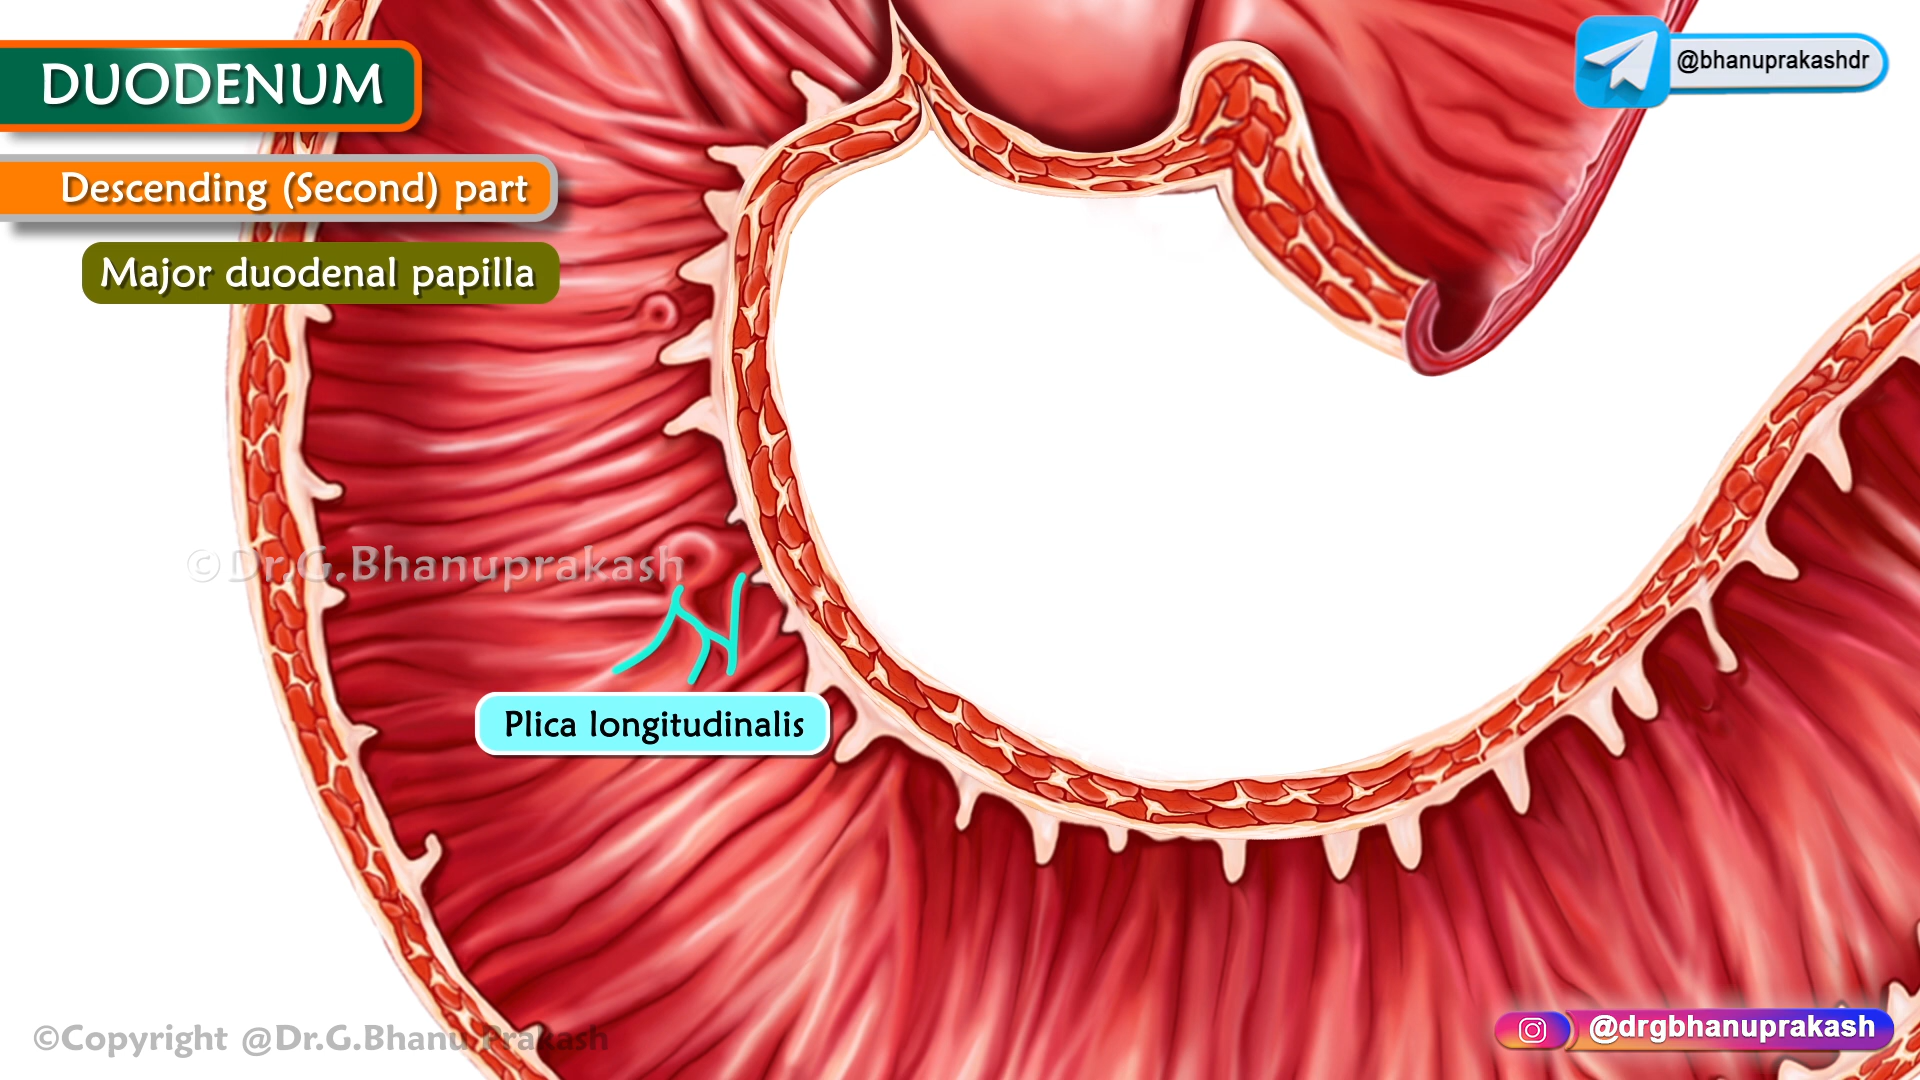 DUODENUM
@bhanuprakashdr
Descending (Second) part
Major duodenal papilla
©Dr.G.Bhanuprakash
Plica longitudinalis
©Copyright @Dr.G.Bhanu Prakash
@drgbhanuprakash